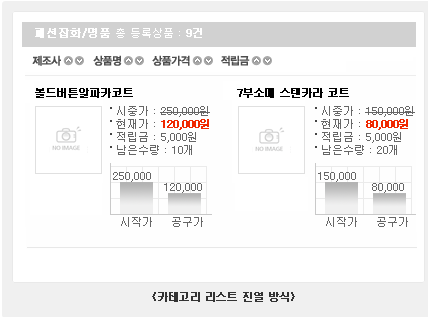 패션잡화/명품 총 등록상품 : 9건
제조사 상품명 상품가격 적립금
볼드버튼알파카코트
NO IMAGE
시중가 : 250,000원
현재가 : 120,000원
적립금 : 5,000원
남은수량 : 10개
250,000
120,000
시작가 공구가
7부소매 스탠카라 코트
NO IMAGE
시중가 : 150,000원
현재가 : 80,000원
적립금 : 5,000원
남은수량 : 20개
150,000
80,000
시작가 공구가
<카테고리 리스트 진열 방식>